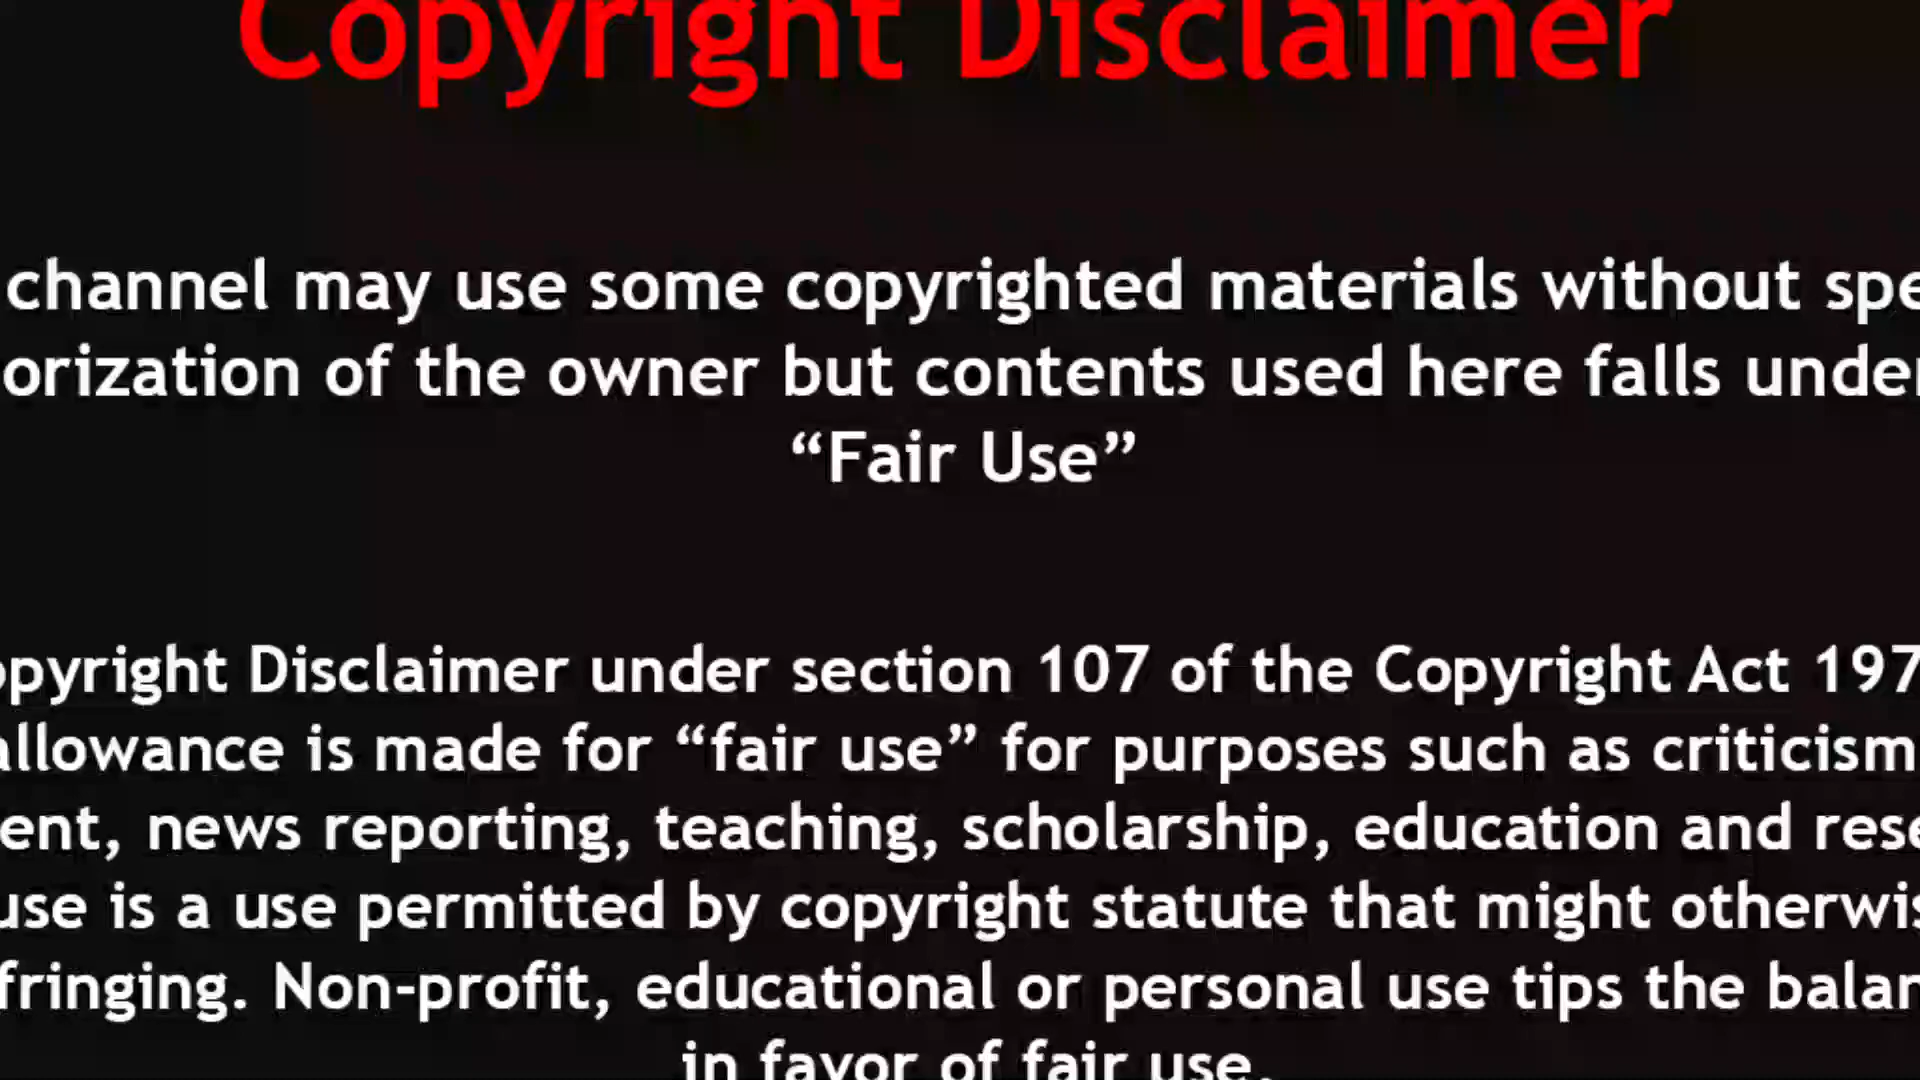 Copyright Disclaimer
channel may use some copyrighted materials without spe
orization of the owner but contents used here falls under
“Fair Use”
opyright Disclaimer under section 107 of the Copyright Act 197
allowance is made for “fair use” for purposes such as criticism
ent, news reporting, teaching, scholarship, education and rese
use is a use permitted by copyright statute that might otherwis
fringing. Non-profit, educational or personal use tips the balan
in favor of fair use.